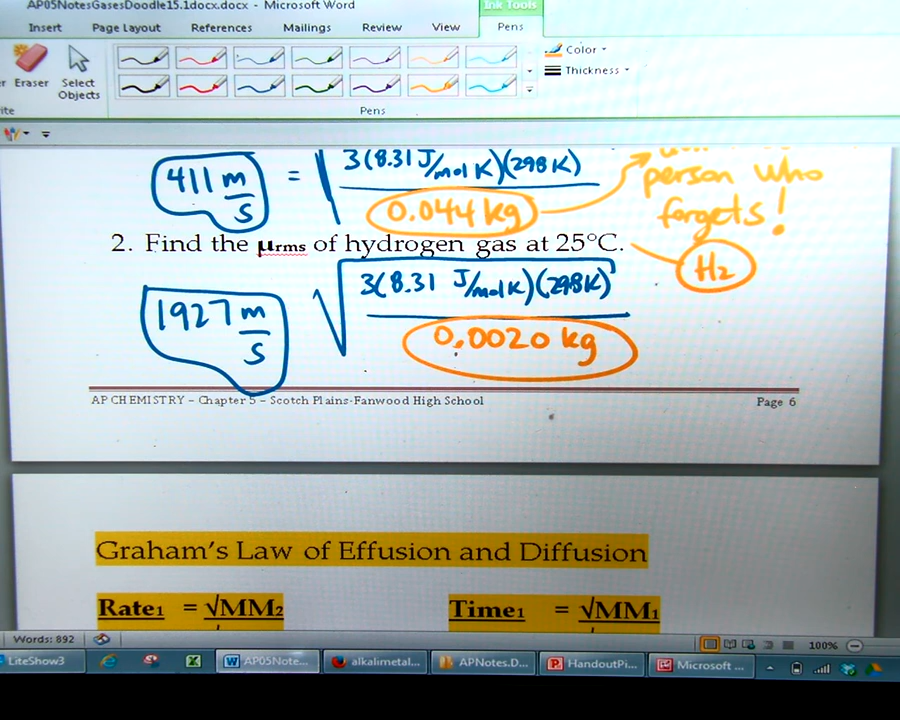 AP05NotesGasesDoodle15.1docx.docx - Microsoft Word
Ink Tools
Insert Page Layout References Mailings Review View Pens
Eraser
Select Objects
Color
Thickness
Pens
411 m/s = √ 3(8.31 J/mol K)(298 K)
0.044 kg
person who
forgets!
2. Find the μrms of hydrogen gas at 25°C.
H2
1927 m/s √ 3(8.31 J/mol K)(298 K)
0.0020 kg
AP CHEMISTRY – Chapter 5 – Scotch Plains-Fanwood High School Page 6
Graham's Law of Effusion and Diffusion
Rate1 = √MM2 Time1 = √MM1
Words: 892 100%
LiteShow3 AP05Note... alkalimetal... APNotes.D... HandoutPi... Microsoft ...